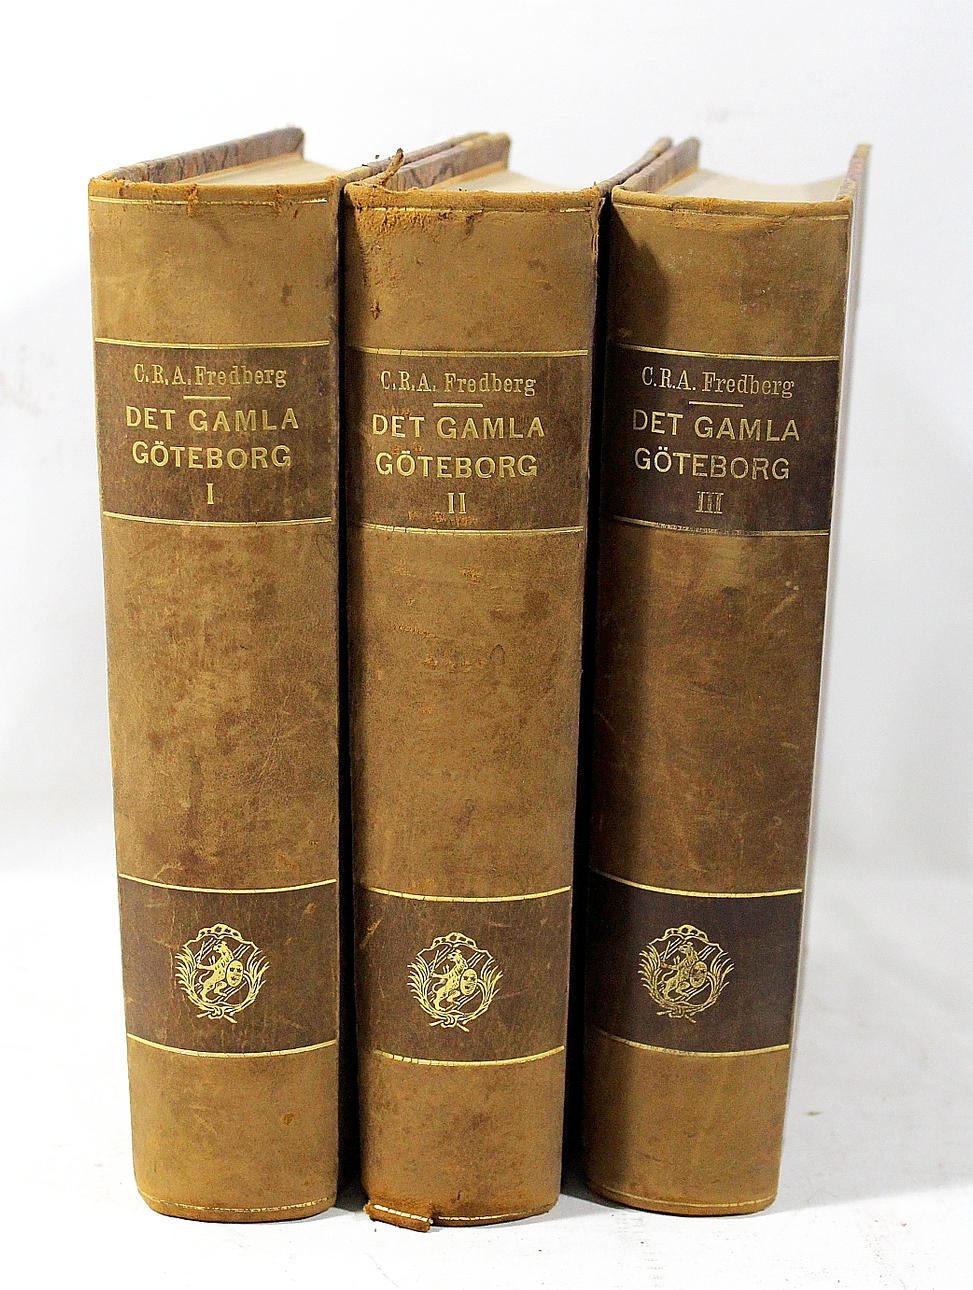 C.R.A. Fredberg
DET GAMLA
GÖTEBORG
I
C.R.A. Fredberg
DET GAMLA
GÖTEBORG
II
C.R.A. Fredberg
DET GAMLA
GÖTEBORG
III